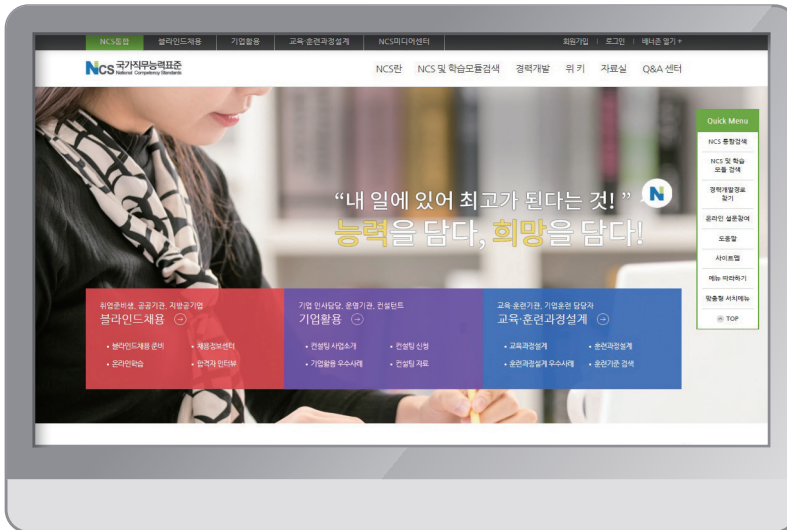 NCS통합 블라인드채용 기업활용 교육·훈련과정설계 NCS미디어센터 회원가입 로그인 배너존 열기 +
NCS 국가직무능력표준
National Competency Standards
NCS란 NCS 및 학습모듈검색 경력개발 위 키 자료실 Q&A 센터
“내 일에 있어 최고가 된다는 것! ” N
능력을 담다, 희망을 담다!
취업준비생, 공공기관, 지방공기업
블라인드채용
• 블라인드채용 준비 • 채용정보센터
• 온라인학습 • 합격자 인터뷰
기업 인사담당, 운영기관, 컨설턴트
기업활용
• 컨설팅 사업소개 • 컨설팅 신청
• 기업활용 우수사례 • 컨설팅 자료
교육·훈련기관, 기업훈련 담당자
교육·훈련과정설계
• 교육과정설계 • 훈련과정설계
• 훈련과정설계 우수사례 • 훈련기준 검색
Quick Menu
NCS 통합검색
NCS 및 학습
모듈 검색
경력개발경로
찾기
온라인 설문참여
도움말
사이트맵
메뉴 따라하기
맞춤형 서치메뉴
TOP